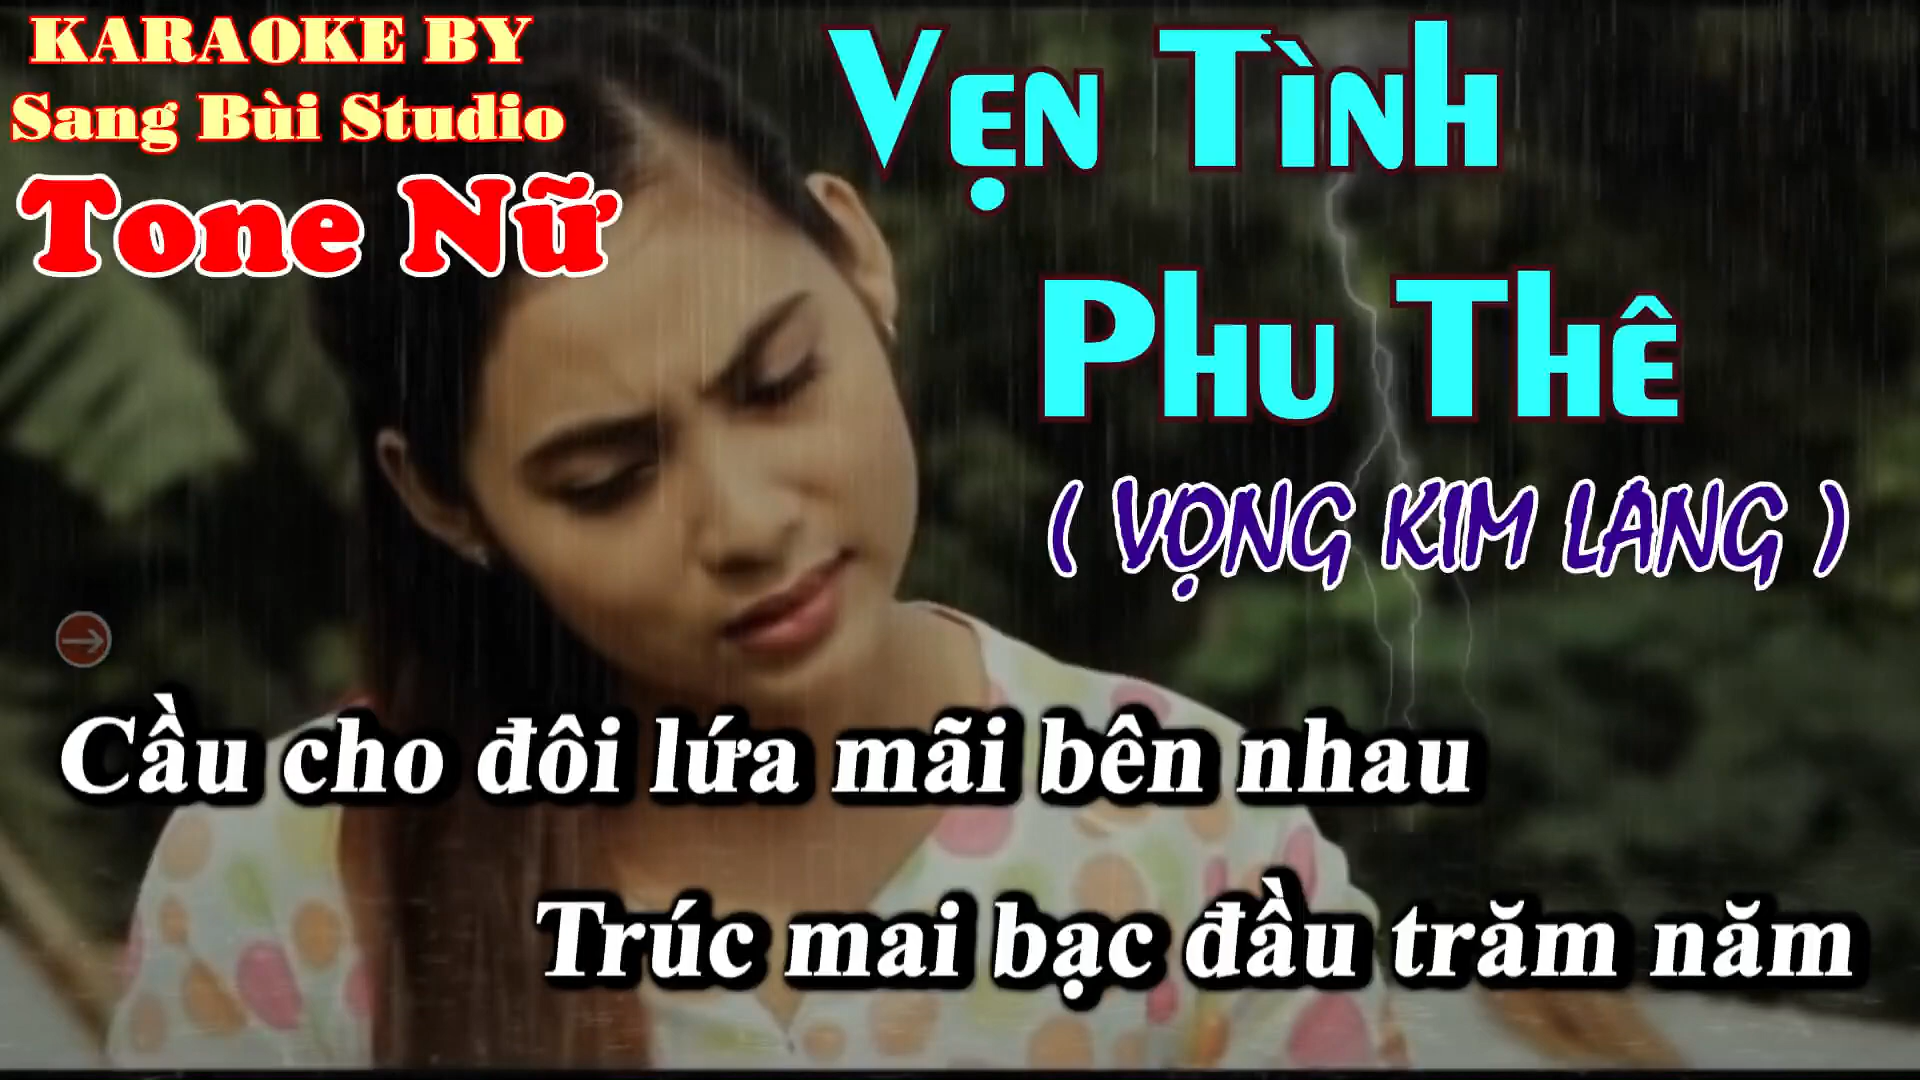 KARAOKE BY
Sang Bùi Studio
Tone Nữ
Vẹn Tình
Phu Thê
( VỌNG KIM LANG )
Cầu cho đôi lứa mãi bên nhau
Trúc mai bạc đầu trăm năm